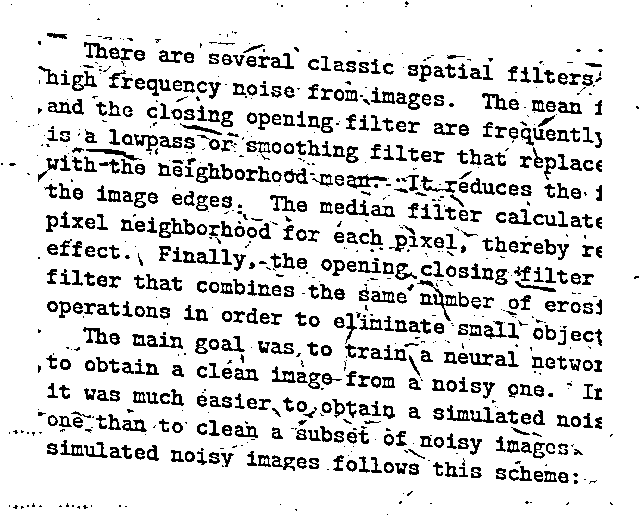 There are several classic spatial filters
high frequency noise from images. The mean f
and the closing opening filter are frequently
is a lowpass or smoothing filter that replace
with the neighborhood mean. It reduces the i
the image edges. The median filter calculate
pixel neighborhood for each pixel, thereby re
effect. Finally, the opening closing filter
filter that combines the same number of erosi
operations in order to eliminate small object
The main goal was to train a neural networ
to obtain a clean image from a noisy one. In
it was much easier to obtain a simulated nois
one than to clean a subset of noisy images.
simulated noisy images follows this scheme: